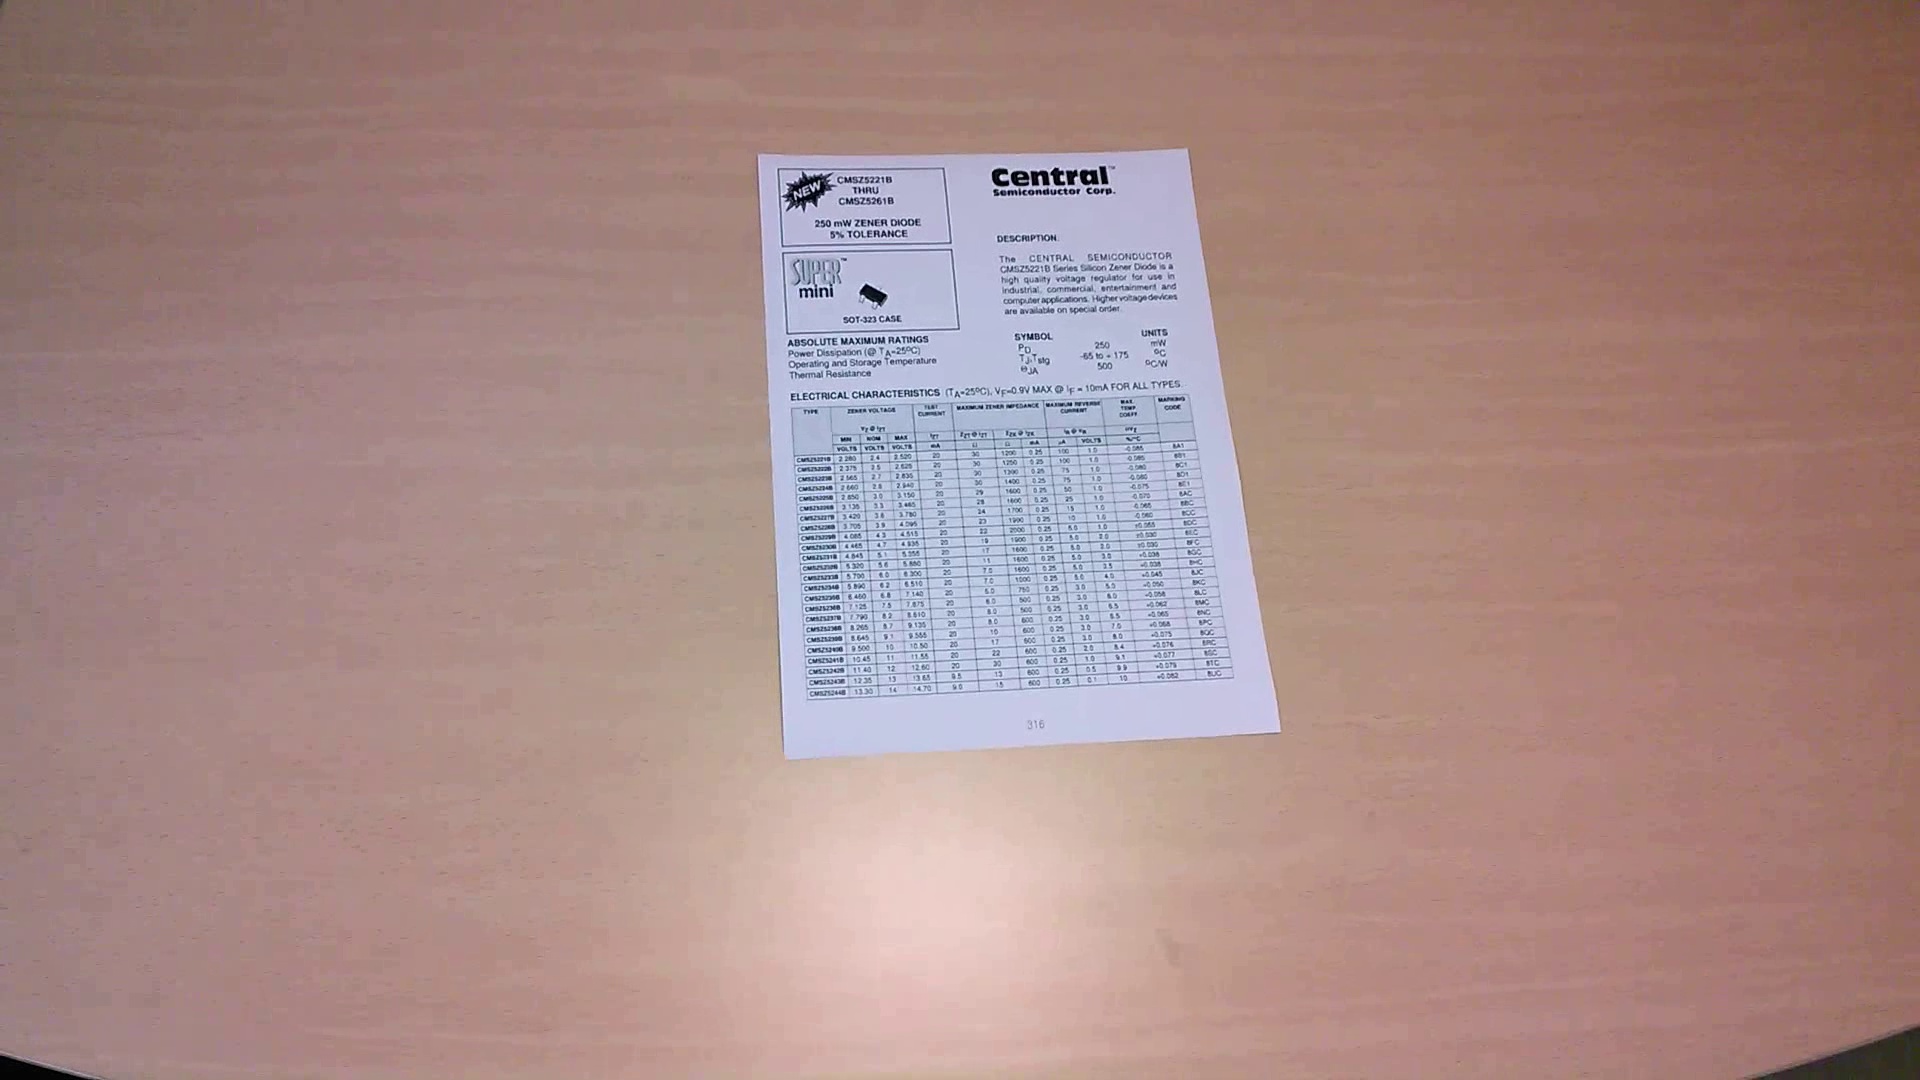 NEW
CMSZ5221B
THRU
CMSZ5261B
250 mW ZENER DIODE
5% TOLERANCE
SUPER™
mini
SOT-323 CASE
Central™
Semiconductor Corp.
DESCRIPTION:
The CENTRAL SEMICONDUCTOR
CMSZ5221B Series Silicon Zener Diode is a
high quality voltage regulator for use in
industrial, commercial, entertainment and
computer applications. Higher voltage devices
are available on special order.
ABSOLUTE MAXIMUM RATINGS SYMBOL UNITS
Power Dissipation (@ TA=25ºC) PD 250 mW
Operating and Storage Temperature TJ,Tstg -65 to + 175 ºC
Thermal Resistance ΘJA 500 ºC/W
ELECTRICAL CHARACTERISTICS (TA=25ºC), VF=0.9V MAX @ IF = 10mA FOR ALL TYPES.
TYPE ZENER VOLTAGE TEST CURRENT MAXIMUM ZENER IMPEDANCE MAXIMUM REVERSE CURRENT MAX. TEMP. COEFF. MARKING CODE
VZ @ IZT IZT ZZT @ IZT ZZK @ IZK IR @ VR
MIN NOM MAX
VOLTS VOLTS VOLTS mA Ω Ω mA µA VOLTS %/ºC
CMSZ5221B 2.280 2.4 2.520 20 30 1200 0.25 100 1.0 -0.085 8A1
CMSZ5222B 2.375 2.5 2.625 20 30 1250 0.25 100 1.0 -0.085 8B1
CMSZ5223B 2.565 2.7 2.835 20 30 1300 0.25 75 1.0 -0.080 8C1
CMSZ5224B 2.660 2.8 2.940 20 30 1400 0.25 75 1.0 -0.080 8D1
CMSZ5225B 2.850 3.0 3.150 20 29 1600 0.25 50 1.0 -0.075 8E1
CMSZ5226B 3.135 3.3 3.465 20 28 1600 0.25 25 1.0 -0.070 8AC
CMSZ5227B 3.420 3.6 3.780 20 24 1700 0.25 15 1.0 -0.065 8BC
CMSZ5228B 3.705 3.9 4.095 20 23 1900 0.25 10 1.0 -0.060 8CC
CMSZ5229B 4.085 4.3 4.515 20 22 2000 0.25 5.0 1.0 ±0.055 8DC
CMSZ5230B 4.465 4.7 4.935 20 19 1900 0.25 5.0 2.0 ±0.030 8EC
CMSZ5231B 4.845 5.1 5.355 20 17 1600 0.25 5.0 2.0 ±0.030 8FC
CMSZ5232B 5.320 5.6 5.880 20 11 1600 0.25 5.0 3.0 +0.038 8GC
CMSZ5233B 5.700 6.0 6.300 20 7.0 1600 0.25 5.0 3.5 +0.038 8HC
CMSZ5234B 5.890 6.2 6.510 20 7.0 1000 0.25 5.0 4.0 +0.045 8JC
CMSZ5235B 6.460 6.8 7.140 20 5.0 750 0.25 3.0 5.0 +0.050 8KC
CMSZ5236B 7.125 7.5 7.875 20 6.0 500 0.25 3.0 6.0 +0.058 8LC
CMSZ5237B 7.790 8.2 8.610 20 8.0 500 0.25 3.0 6.5 +0.062 8MC
CMSZ5238B 8.265 8.7 9.135 20 8.0 600 0.25 3.0 6.5 +0.065 8NC
CMSZ5239B 8.645 9.1 9.555 20 10 600 0.25 3.0 7.0 +0.068 8PC
CMSZ5240B 9.500 10 10.50 20 17 600 0.25 3.0 8.0 +0.075 8QC
CMSZ5241B 10.45 11 11.55 20 22 600 0.25 2.0 8.4 +0.076 8RC
CMSZ5242B 11.40 12 12.60 20 30 600 0.25 1.0 9.1 +0.077 8SC
CMSZ5243B 12.35 13 13.65 9.5 13 600 0.25 0.5 9.9 +0.079 8TC
CMSZ5244B 13.30 14 14.70 9.0 15 600 0.25 0.1 10 +0.082 8UC
316